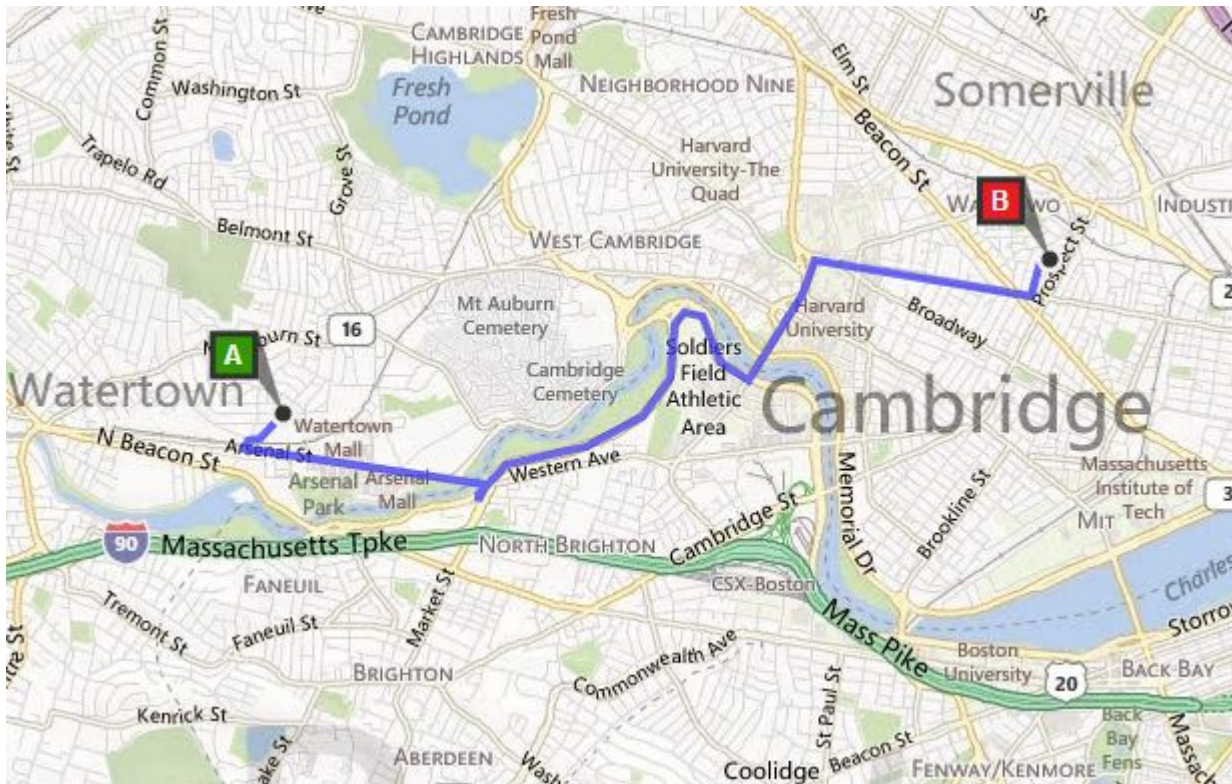 CAMBRIDGE
HIGHLANDS
Fresh
Pond
Mall
Elm St
Common St
Washington St
Fresh
Pond
NEIGHBORHOOD NINE
Beacon St
Somerville
Trapelo Rd
Grove St
Harvard
University-The
Quad
B
Prospect St
Belmont St
WEST CAMBRIDGE
Mt Auburn
Cemetery
Harvard
University
Broadway
16
A
Watertown
Cambridge
Cemetery
Soldiers
Field
Athletic
Area
Cambridge
N Beacon St
Arsenal St
Watertown
Mall
Arsenal
Park
Arsenal
Mall
Western Ave
Memorial Dr
Brookline St
Massachusetts
Institute of
Tech
MIT
3
2
90
Massachusetts Tpke
NORTH BRIGHTON
Cambridge St
CSX-Boston
Charles
FANEUIL
Tremont St
Faneuil St
Market St
Mass Pike
Boston
University
20
BACK BAY
BRIGHTON
Commonwealth Ave
St Paul St
Kenrick St
ABERDEEN
Coolidge
Beacon St
Back
Bay
Fens
FENWAY/KENMORE